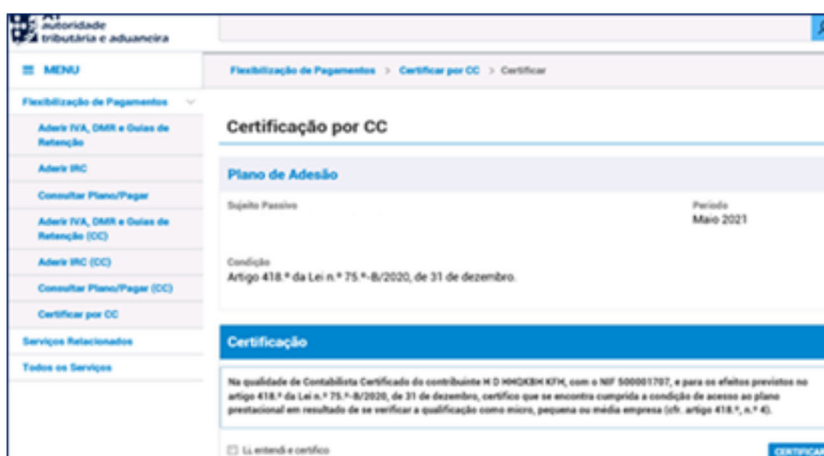 autoridade
tributária e aduaneira
MENU
Flexibilização de Pagamentos > Certificar por CC > Certificar
Flexibilização de Pagamentos
Aderir IVA, DMR e Guias de
Retenção
Aderir IRC
Consultar Plano/Pagar
Aderir IVA, DMR e Guias de
Retenção (CC)
Aderir IRC (CC)
Consultar Plano/Pagar (CC)
Certificar por CC
Serviços Relacionados
Todos os Serviços
Certificação por CC
Plano de Adesão
Sujeito Passivo
Período
Maio 2021
Condição
Artigo 418.º da Lei n.º 75.º-B/2020, de 31 de dezembro.
Certificação
Na qualidade de Contabilista Certificado do contribuinte H D HHQKBH KFH, com o NIF 500001707, e para os efeitos previstos no
artigo 418.º da Lei n.º 75.º-B/2020, de 31 de dezembro, certifico que se encontra cumprida a condição de acesso ao plano
prestacional em resultado de se verificar a qualificação como micro, pequena ou média empresa (cfr. artigo 418.º, n.º 4).
Li, entendi e certifico
CERTIFICAR